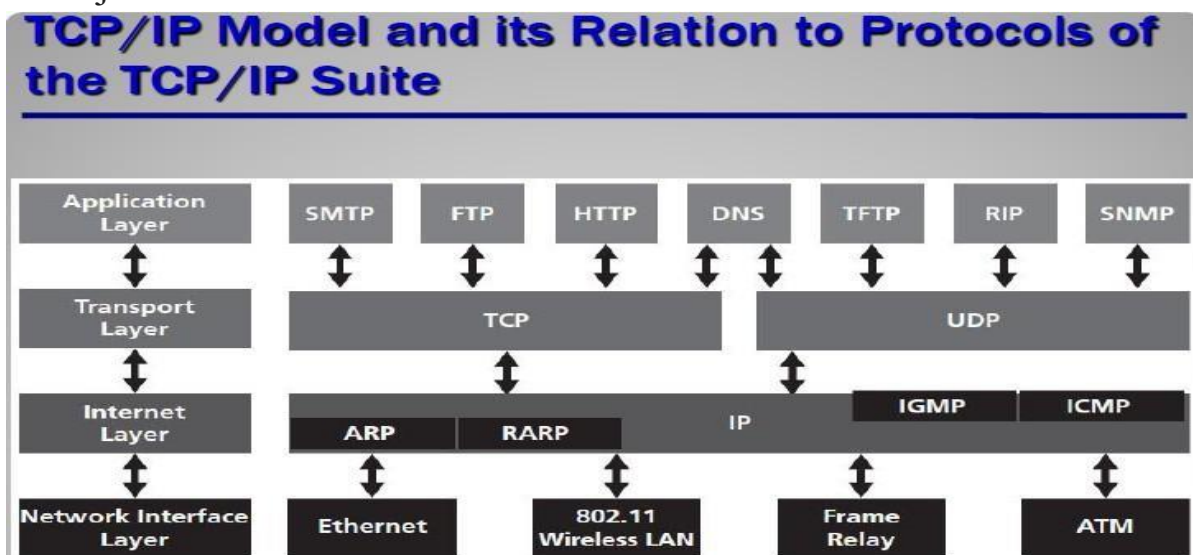 TCP/IP Model and its Relation to Protocols of
the TCP/IP Suite
Application
Layer
SMTP
FTP
HTTP
DNS
TFTP
RIP
SNMP
Transport
Layer
TCP
UDP
Internet
Layer
ARP
RARP
IP
IGMP
ICMP
Network Interface
Layer
Ethernet
802.11
Wireless LAN
Frame
Relay
ATM